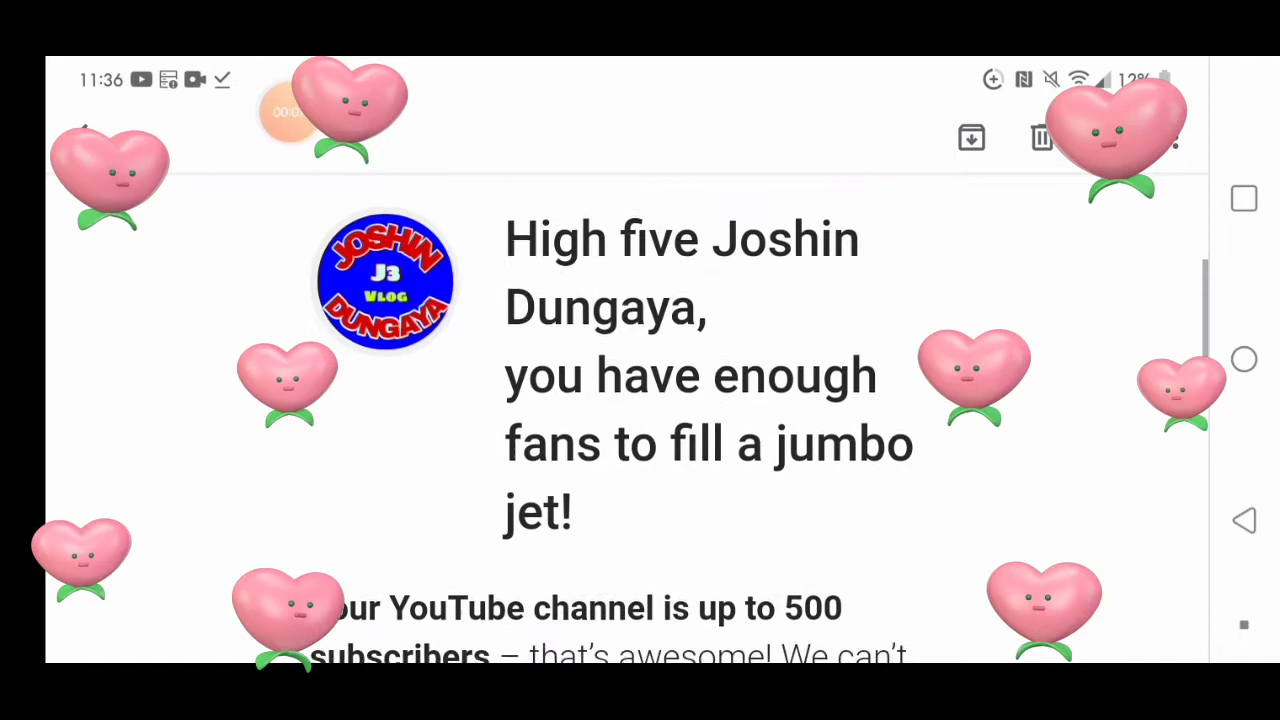 11:36
12%
JOSHIN
J3
VLOG
DUNGAYA
High five Joshin
Dungaya,
you have enough
fans to fill a jumbo
jet!
YouTube channel is up to 500
subscribers – that's awesome! We can't